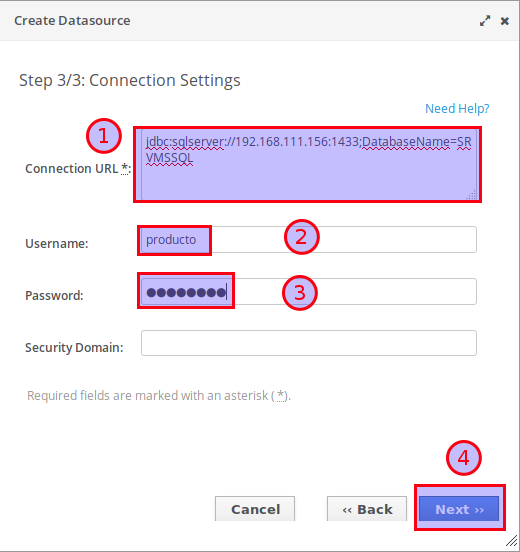 Create Datasource
Step 3/3: Connection Settings
Need Help?
1
jdbc:sqlserver://192.168.111.156:1433;DatabaseName=SR
VMSSQL
Connection URL *:
Username:
producto
2
Password:
●●●●●●●●
3
Security Domain:
Required fields are marked with an asterisk ( *).
4
Cancel
‹‹ Back
Next ››